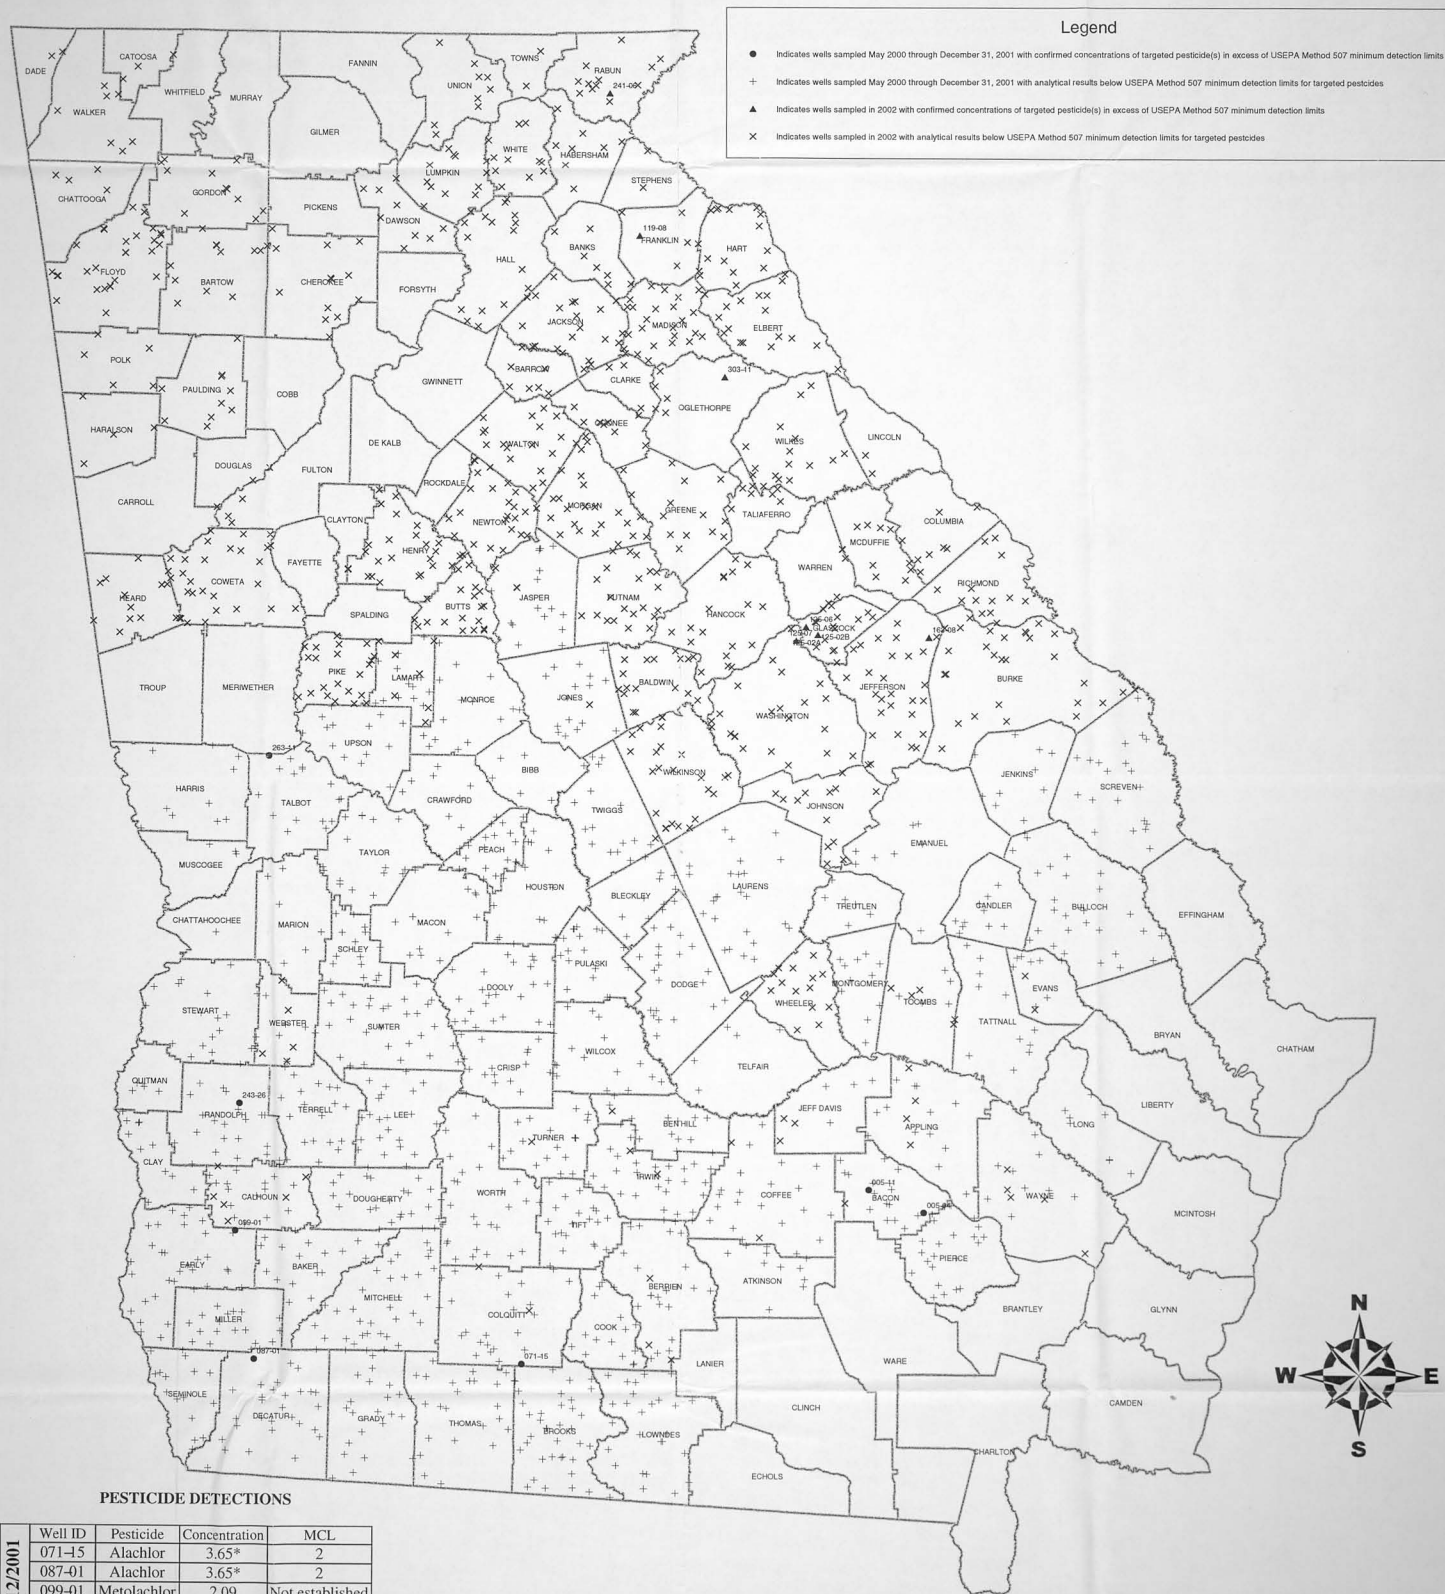 Legend
Indicates wells sampled May 2000 through December 31, 2001 with confirmed concentrations of targeted pesticide(s) in excess of USEPA Method 507 minimum detection limits
Indicates wells sampled May 2000 through December 31, 2001 with analytical results below USEPA Method 507 minimum detection limits for targeted pestcides
Indicates wells sampled in 2002 with confirmed concentrations of targeted pesticide(s) in excess of USEPA Method 507 minimum detection limits
Indicates wells sampled in 2002 with analytical results below USEPA Method 507 minimum detection limits for targeted pestcides
DADE
CATOOSA
WHITFIELD
MURRAY
FANNIN
UNION
TOWNS
RABUN
WALKER
GILMER
LUMPKIN
WHITE
HABERSHAM
STEPHENS
CHATTOOGA
GORDON
PICKENS
DAWSON
HALL
BANKS
119-08
FRANKLIN
HART
FLOYD
BARTOW
CHEROKEE
FORSYTH
JACKSON
MADISON
ELBERT
POLK
PAULDING
COBB
GWINNETT
BARROW
CLARKE
303-11
OGLETHORPE
HARALSON
DOUGLAS
FULTON
DE KALB
WALTON
OCONEE
WILKES
LINCOLN
CARROLL
CLAYTON
ROCKDALE
NEWTON
MORGAN
GREENE
TALIAFERRO
COLUMBIA
HEARD
COWETA
FAYETTE
HENRY
SPALDING
BUTTS
JASPER
PUTNAM
HANCOCK
WARREN
MCDUFFIE
RICHMOND
GLASCOCK
125-02B
TROUP
MERIWETHER
PIKE
LAMAR
MONROE
JONES
BALDWIN
WASHINGTON
JEFFERSON
BURKE
263-11
HARRIS
TALBOT
UPSON
CRAWFORD
BIBB
TWIGGS
WILKINSON
JOHNSON
JENKINS
SCREVEN
MUSCOGEE
TAYLOR
PEACH
HOUSTON
BLECKLEY
LAURENS
EMANUEL
CHATTAHOOCHEE
MARION
SCHLEY
MACON
PULASKI
DODGE
TREUTLEN
CANDLER
BULLOCH
EFFINGHAM
STEWART
WEBSTER
SUMTER
DOOLY
WILCOX
WHEELER
MONTGOMERY
TOOMBS
TATTNALL
EVANS
BRYAN
CHATHAM
QUITMAN
243-26
RANDOLPH
TERRELL
LEE
CRISP
TELFAIR
JEFF DAVIS
APPLING
LONG
LIBERTY
CLAY
CALHOUN
DOUGHERTY
WORTH
TURNER
BEN HILL
IRWIN
COFFEE
005-11
BACON
WAYNE
MCINTOSH
099-01
EARLY
BAKER
MITCHELL
TIFT
COLQUITT
COOK
BERRIEN
ATKINSON
PIERCE
BRANTLEY
GLYNN
MILLER
087-01
071-15
LANIER
WARE
SEMINOLE
DECATUR
GRADY
THOMAS
BROOKS
LOWNDES
CLINCH
CAMDEN
ECHOLS
CHARLTON
N
W E
S
PESTICIDE DETECTIONS
Well ID Pesticide Concentration MCL
071-15 Alachlor 3.65* 2
087-01 Alachlor 3.65* 2
099-01 Metolachlor 2.09 Not established
2/2001